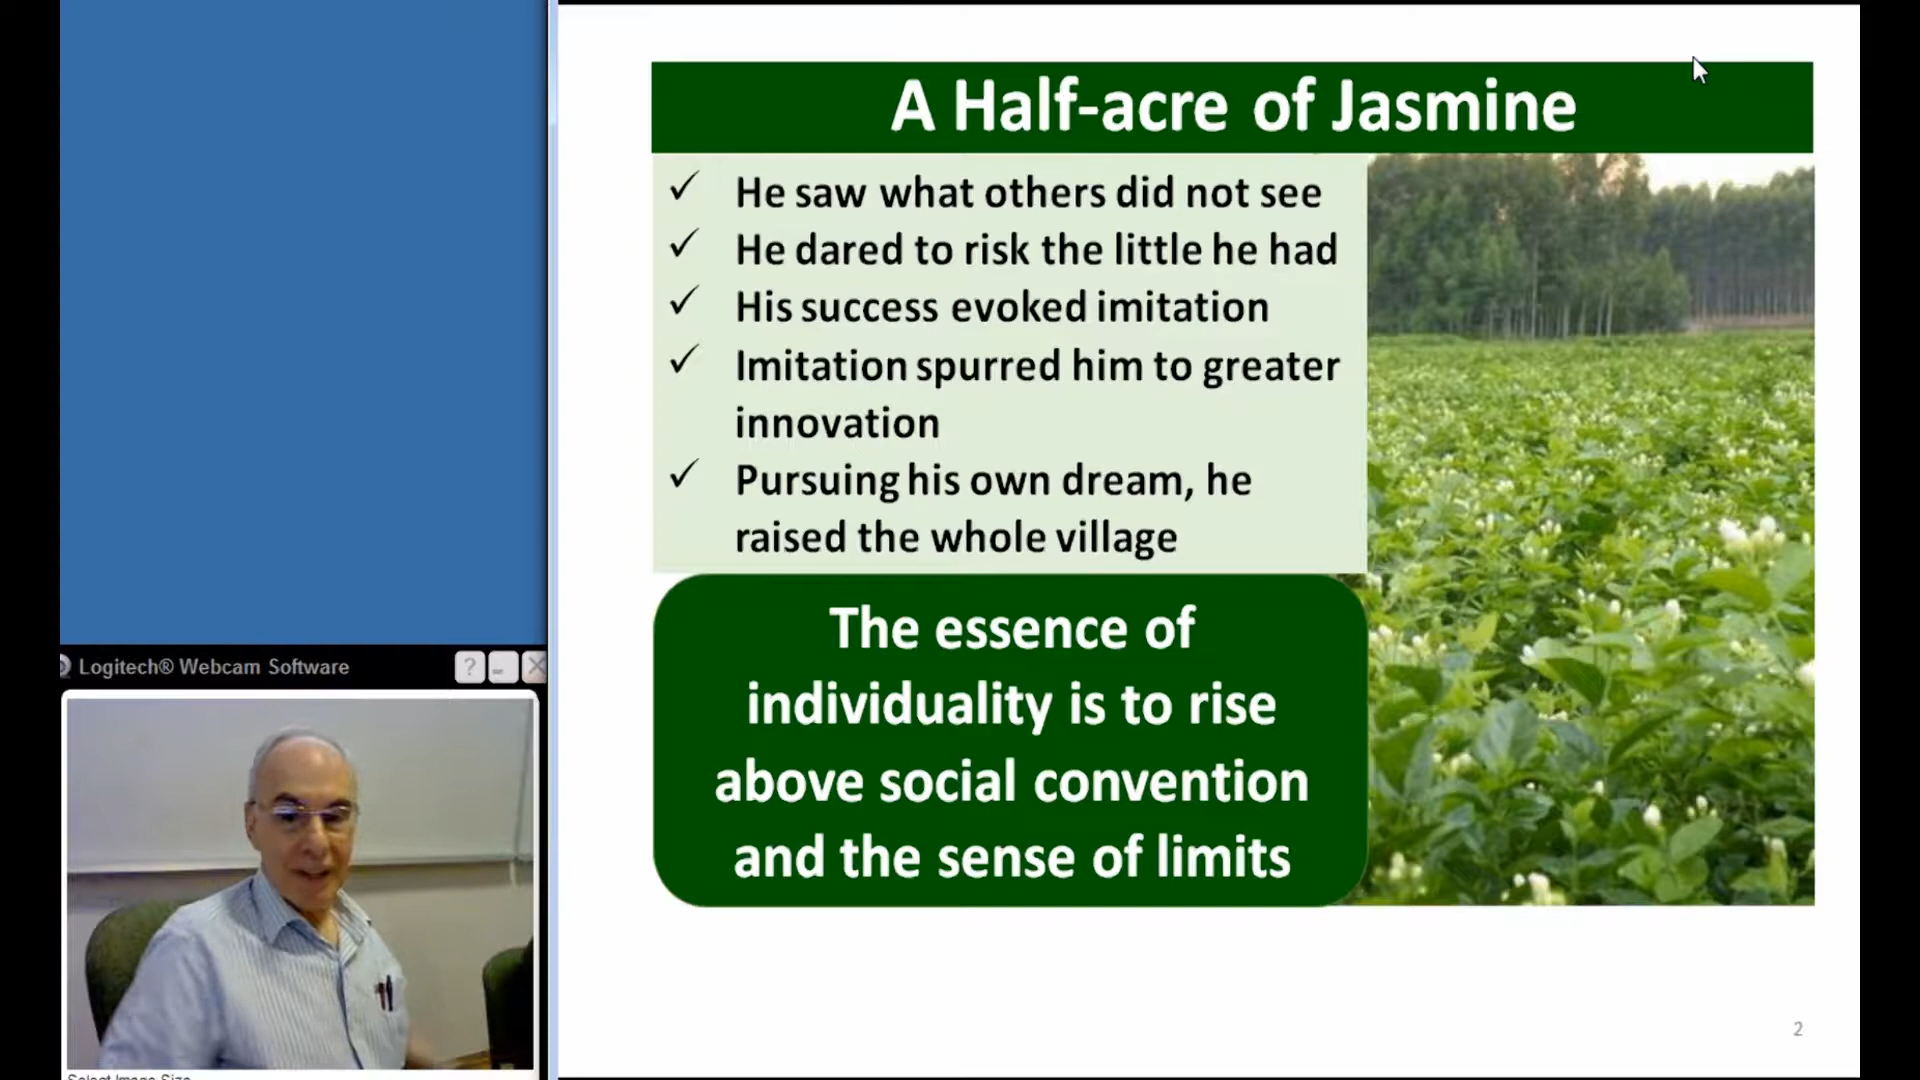 A Half-acre of Jasmine
✓ He saw what others did not see
✓ He dared to risk the little he had
✓ His success evoked imitation
✓ Imitation spurred him to greater
innovation
✓ Pursuing his own dream, he
raised the whole village
The essence of
individuality is to rise
above social convention
and the sense of limits
Logitech® Webcam Software
Select Image Size
2